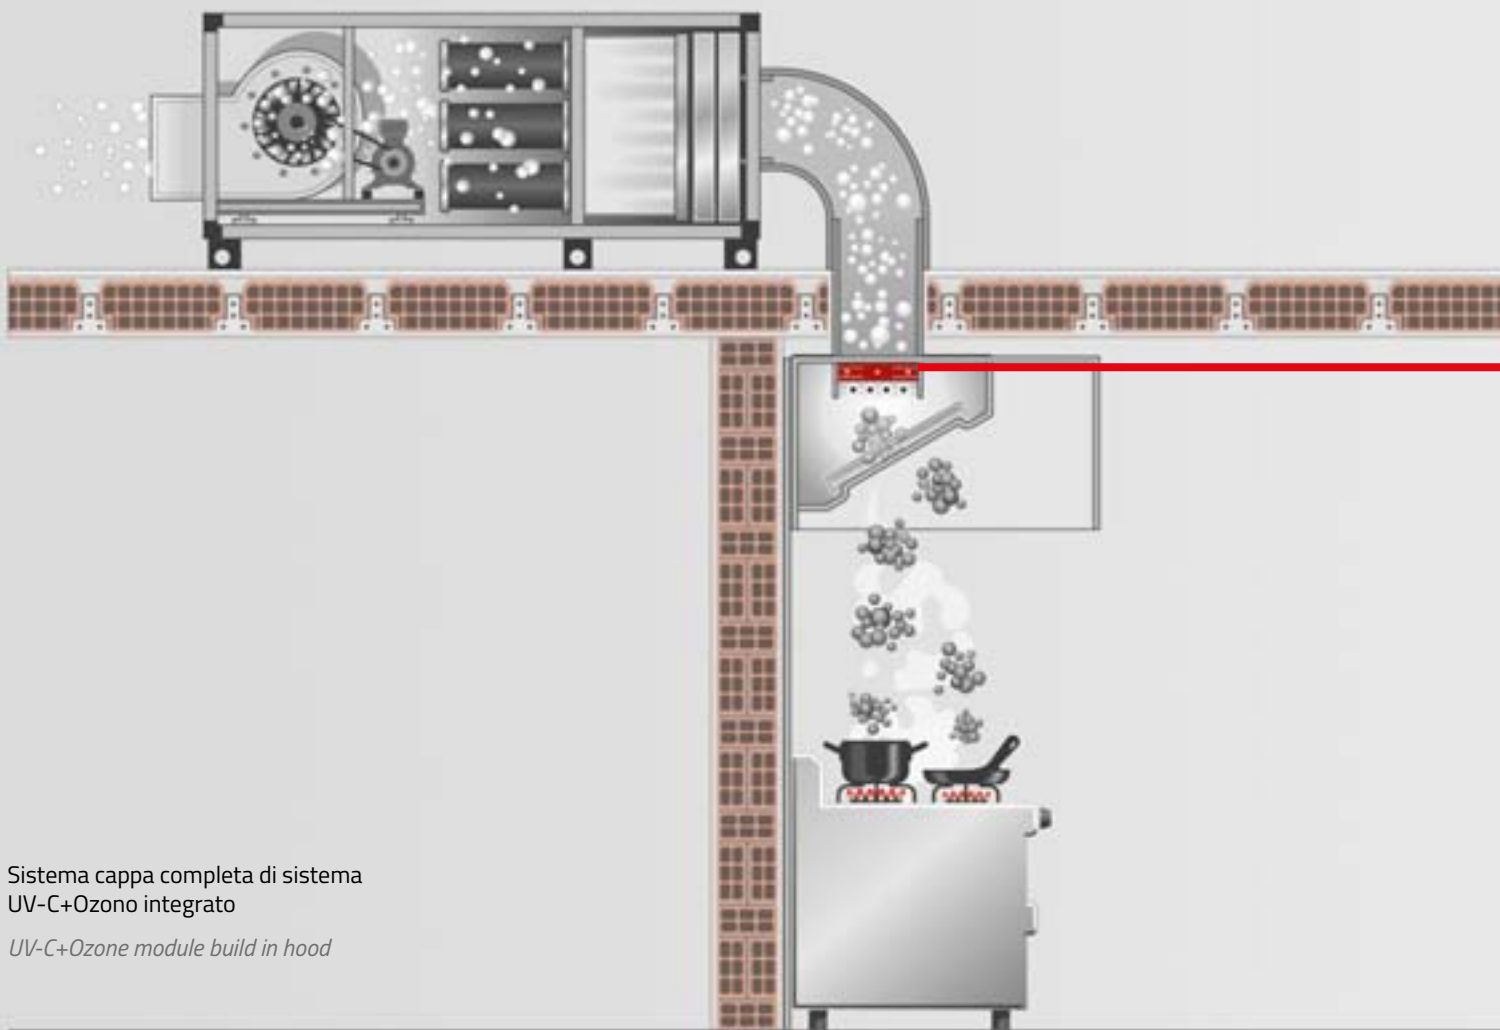 Sistema cappa completa di sistema
UV-C+Ozono integrato
UV-C+Ozone module build in hood